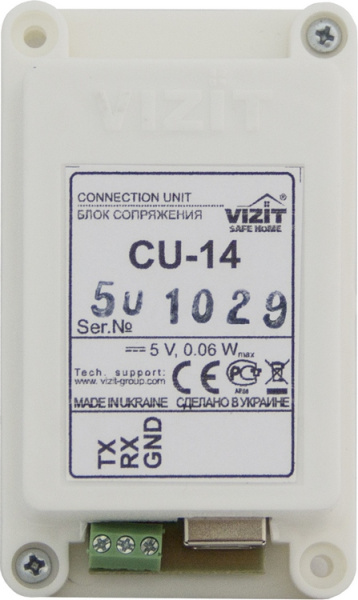 VIZIT
CONNECTION UNIT
БЛОК СОПРЯЖЕНИЯ
VIZIT®
SAFE HOME
CU-14
5U 1029
Ser.№
5 V, 0.06 Wmax
Tech. support:
www.vizit-group.com
CE
MADE IN UKRAINE СДЕЛАНО В УКРАИНЕ
TX
RX
GND